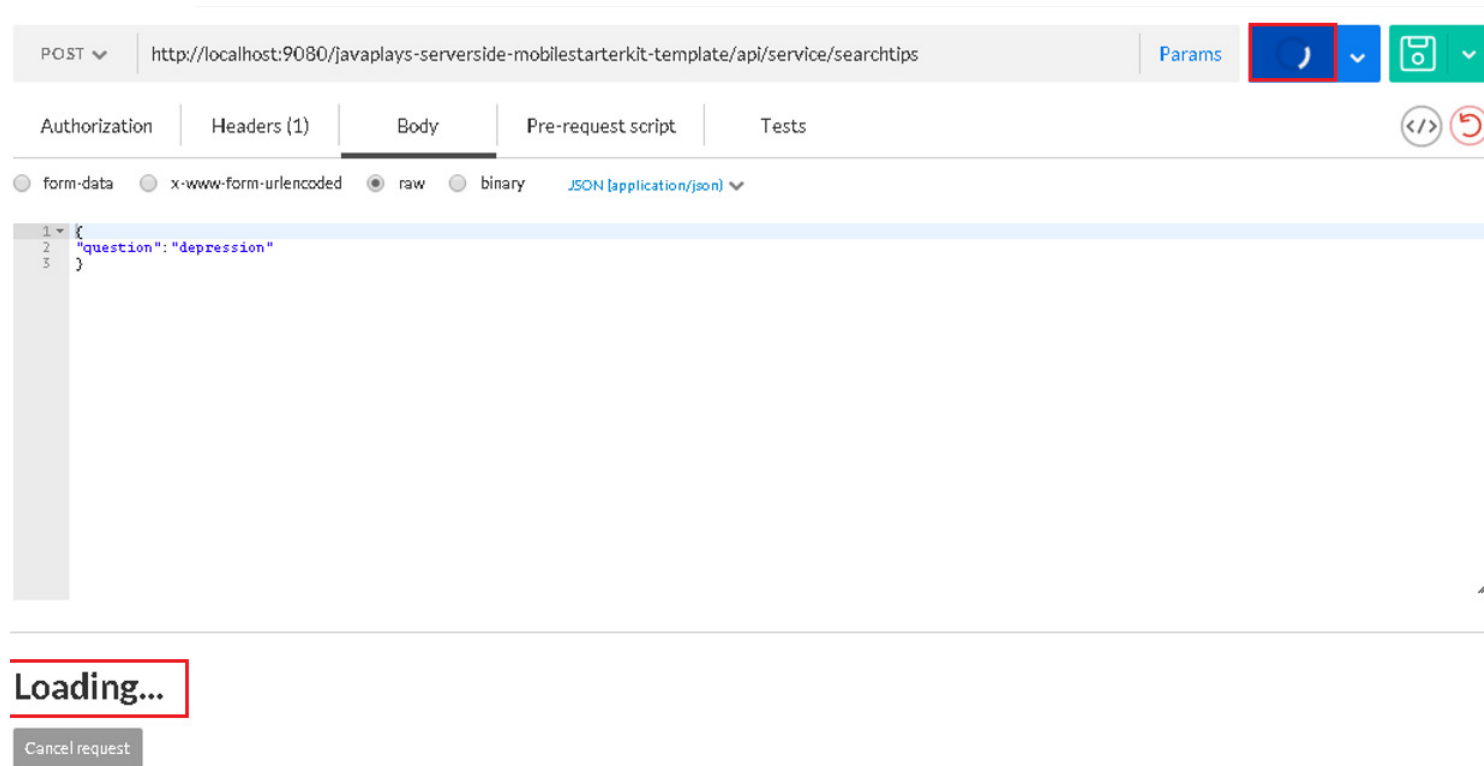 POST http://localhost:9080/javaplays-serverside-mobilestarterkit-template/api/service/searchtips Params
Authorization Headers (1) Body Pre-request script Tests
form-data x-www-form-urlencoded raw binary JSON (application/json)
1 {
2 "question":"depression"
3 }
Loading...
Cancel request